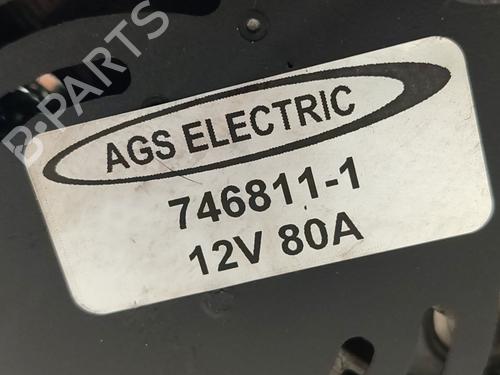 B-PARTS
AGS ELECTRIC
746811-1
12V 80A